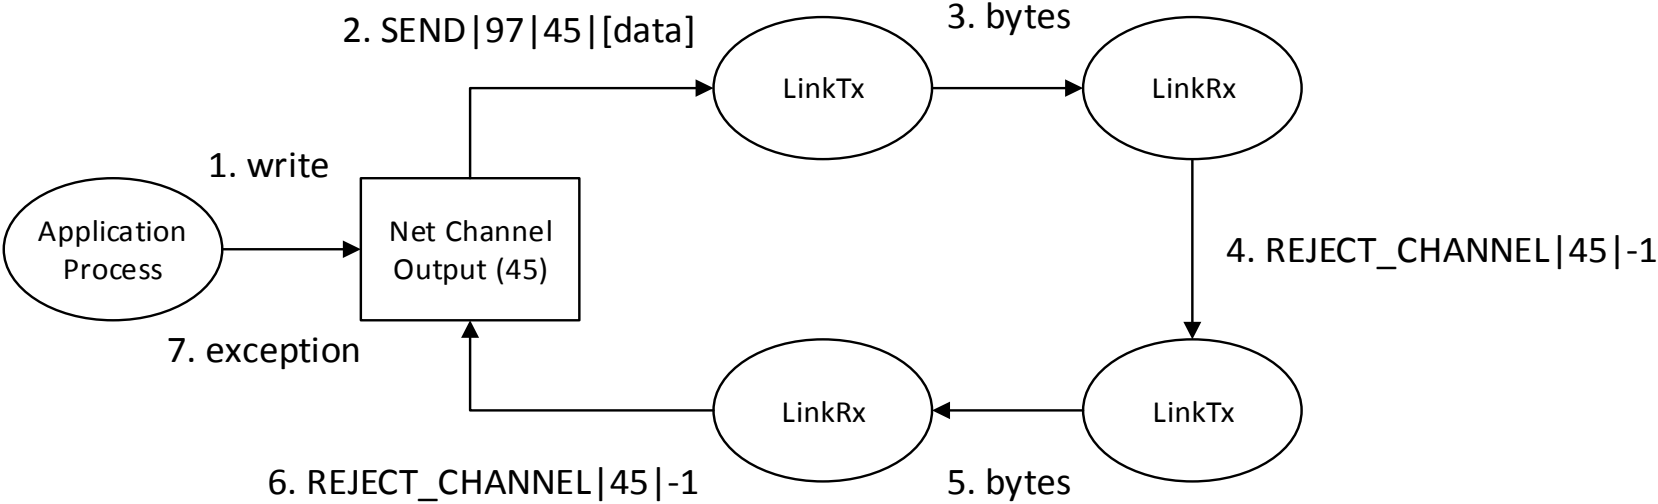 2. SEND|97|45|[data]
3. bytes
LinkTx
LinkRx
1. write
Application
Process
Net Channel
Output (45)
4. REJECT_CHANNEL|45|-1
7. exception
LinkRx
LinkTx
6. REJECT_CHANNEL|45|-1
5. bytes